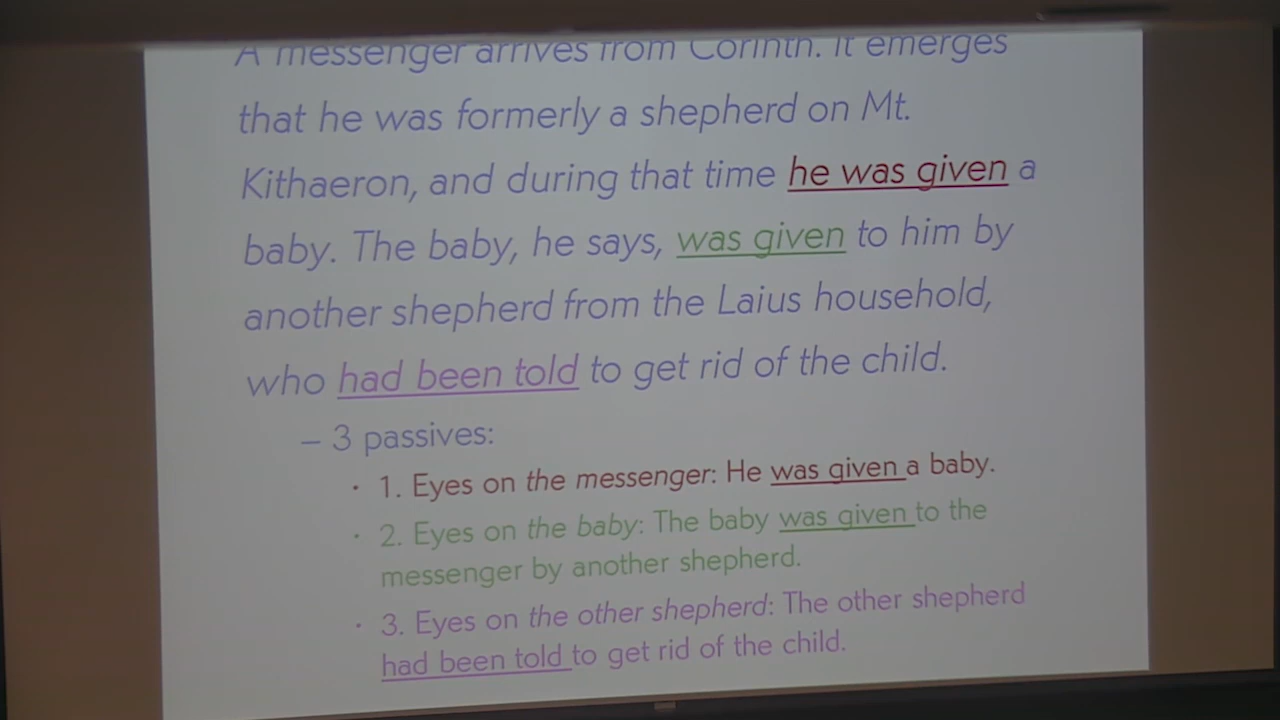 A messenger arrives from Corinth. It emerges
that he was formerly a shepherd on Mt.
Kithaeron, and during that time he was given a
baby. The baby, he says, was given to him by
another shepherd from the Laius household,
who had been told to get rid of the child.
– 3 passives:
• 1. Eyes on the messenger: He was given a baby.
• 2. Eyes on the baby: The baby was given to the
messenger by another shepherd.
• 3. Eyes on the other shepherd: The other shepherd
had been told to get rid of the child.